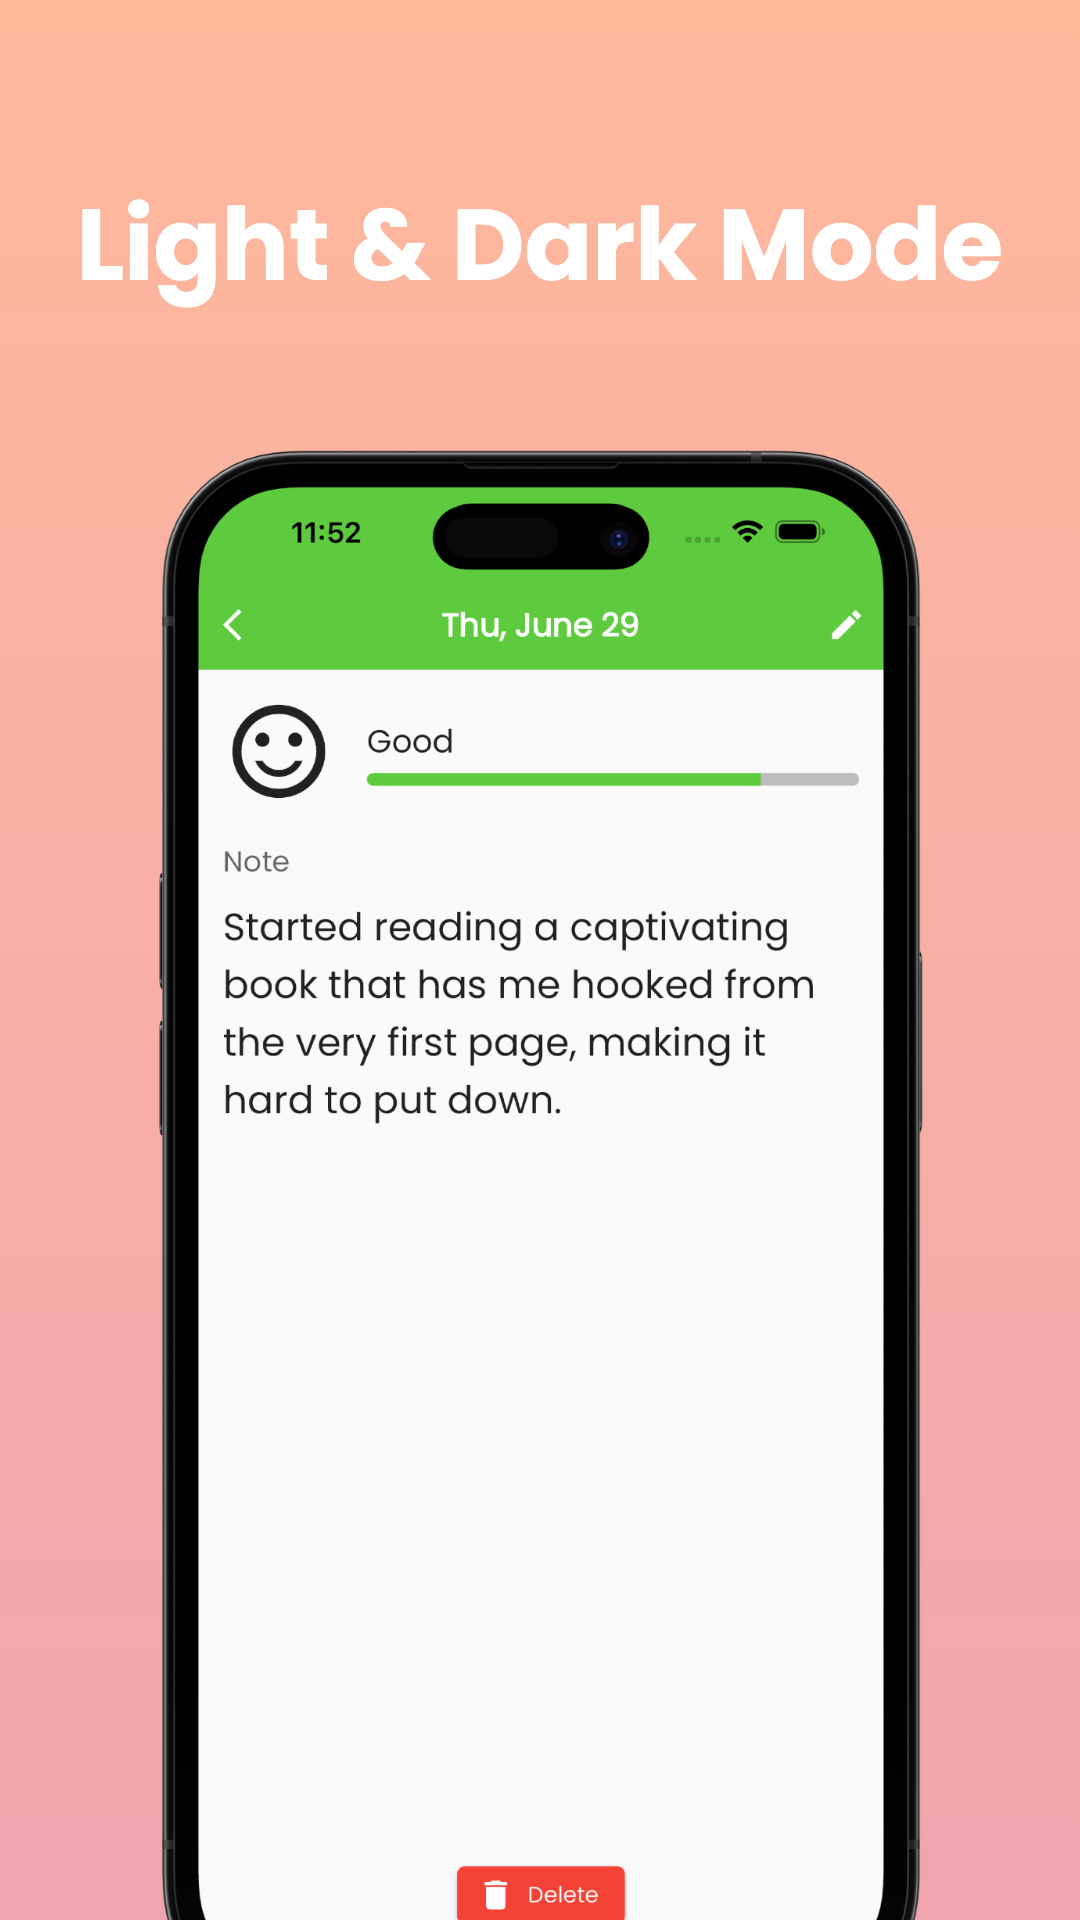 Light & Dark Mode
11:52
Thu, June 29
Good
Note
Started reading a captivating
book that has me hooked from
the very first page, making it
hard to put down.
Delete